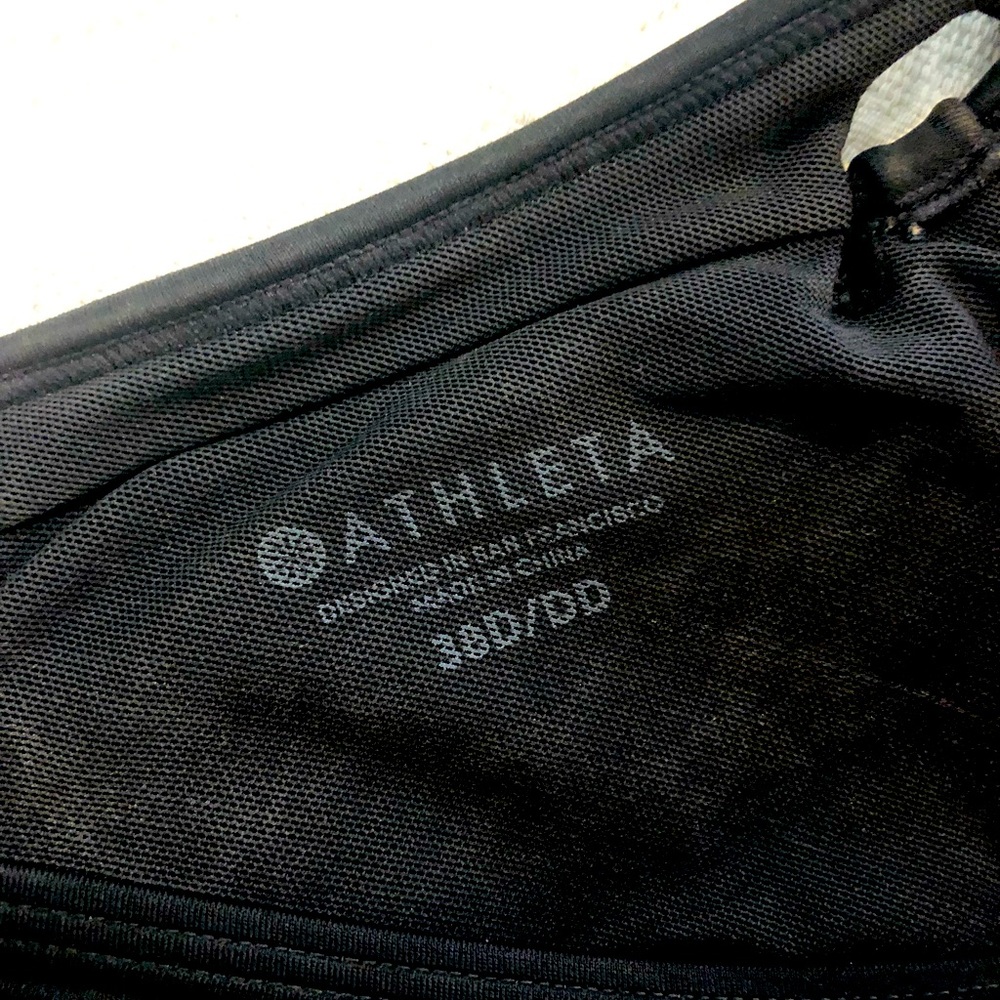 ATHLETA
DESIGNED IN SAN FRANCISCO
MADE IN CHINA
38D/DD